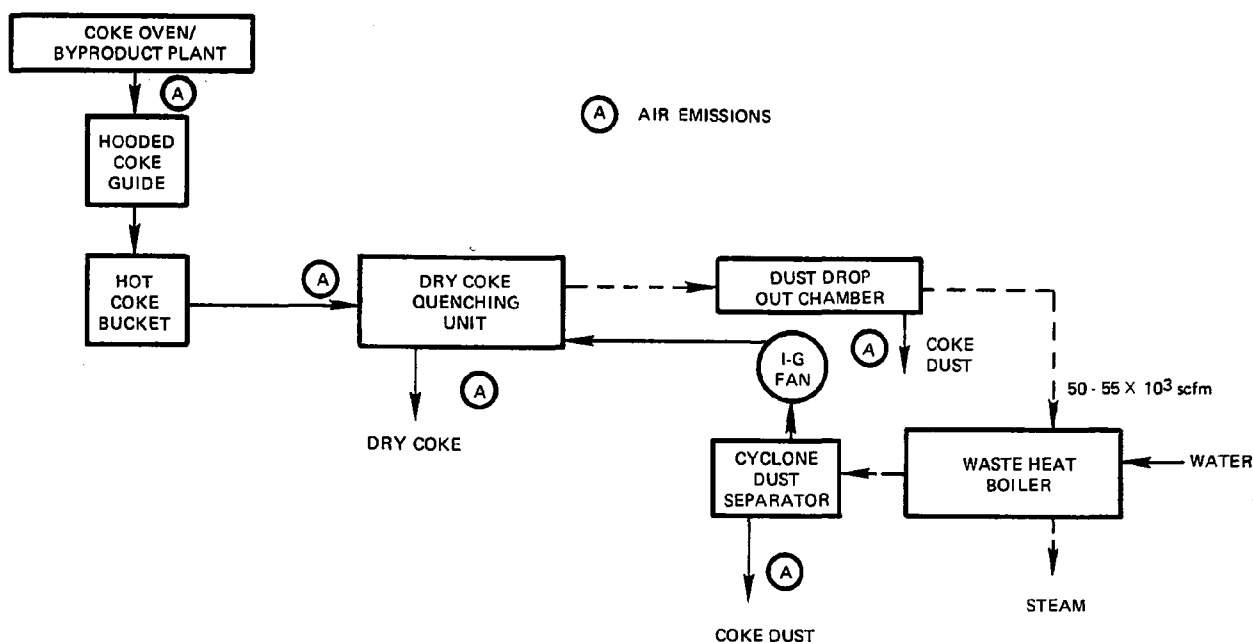 COKE OVEN/
BYPRODUCT PLANT
A
A AIR EMISSIONS
HOODED
COKE
GUIDE
HOT
COKE
BUCKET
A
DRY COKE
QUENCHING
UNIT
DUST DROP
OUT CHAMBER
A
COKE
DUST
I-G
FAN
A
DRY COKE
50 - 55 X 10³ scfm
CYCLONE
DUST
SEPARATOR
WASTE HEAT
BOILER
WATER
A
COKE DUST
STEAM